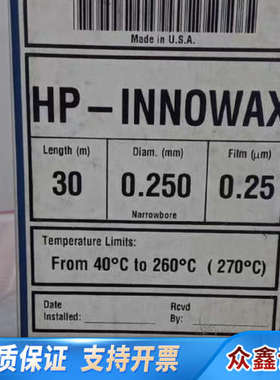 Made in U.S.A.
HP-INNOWAX
Length (m) Diam. (mm) Film (μm)
30 0.250 0.25
Narrowbore
Temperature Limits:
From 40°C to 260°C (270°C)
Date Rcvd
Installed: By:
质保证 支持开票 众鑫